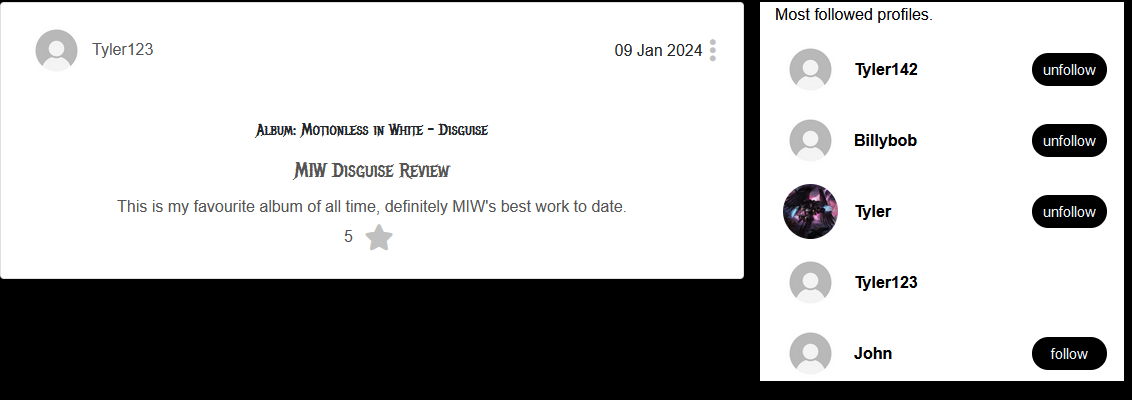 Tyler123
09 Jan 2024
Album: Motionless in White - Disguise
MIW Disguise Review
This is my favourite album of all time, definitely MIW's best work to date.
5
Most followed profiles.
Tyler142 unfollow
Billybob unfollow
Tyler unfollow
Tyler123
John follow